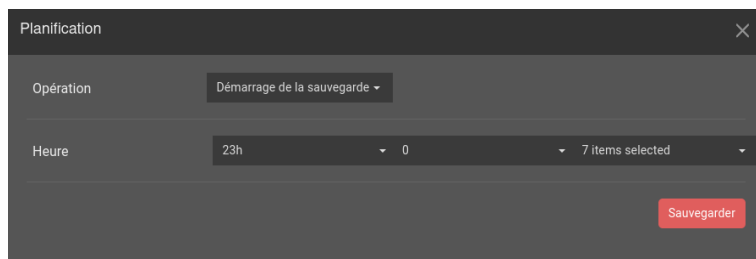 Planification
Opération
Démarrage de la sauvegarde
Heure
23h
0
7 items selected
Sauvegarder